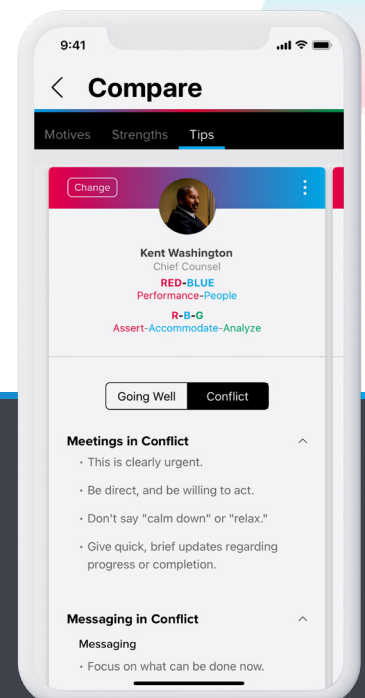 9:41
Compare
Motives Strengths Tips
Change
Kent Washington
Chief Counsel
RED-BLUE
Performance-People
R-B-G
Assert-Accommodate-Analyze
Going Well Conflict
Meetings in Conflict
· This is clearly urgent.
· Be direct, and be willing to act.
· Don't say "calm down" or "relax."
· Give quick, brief updates regarding
progress or completion.
Messaging in Conflict
Messaging
· Focus on what can be done now.